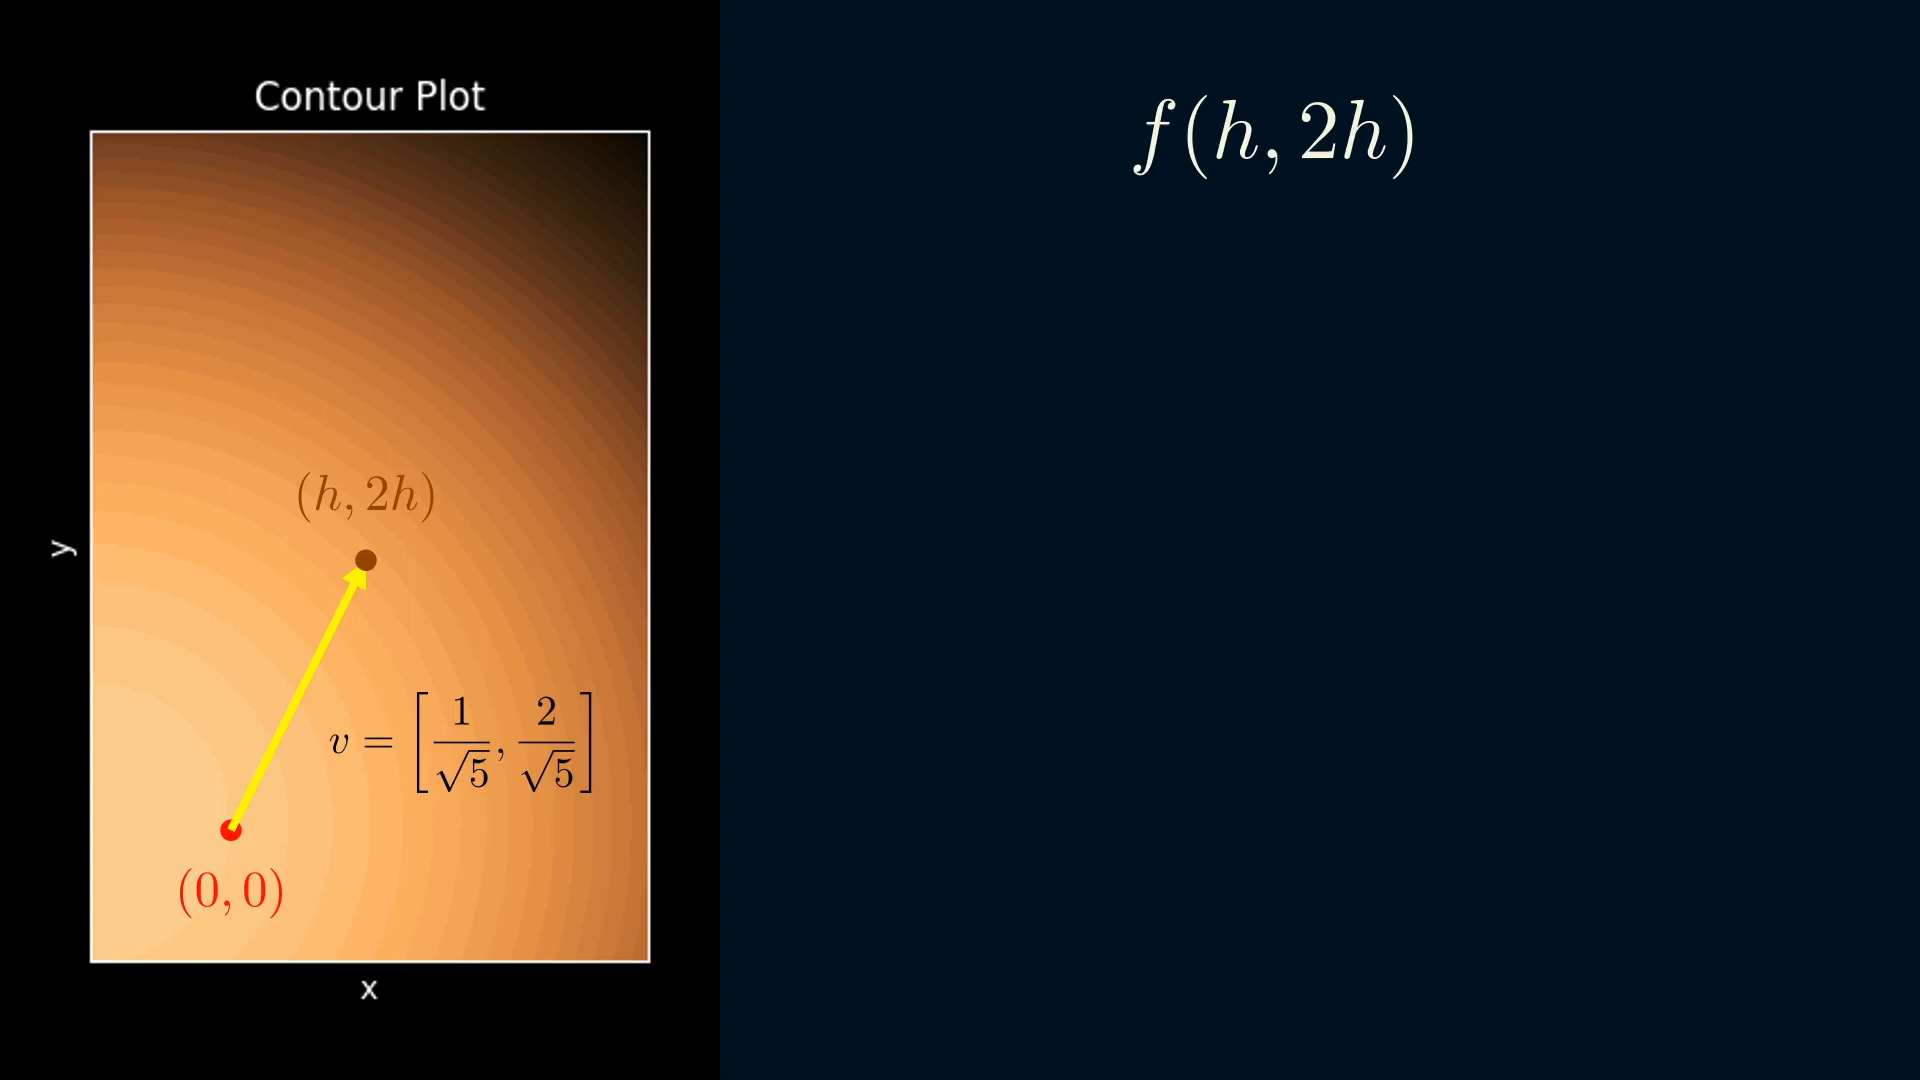 Contour Plot
f(h, 2h)
(h, 2h)
y
v = [1/√5, 2/√5]
(0, 0)
x